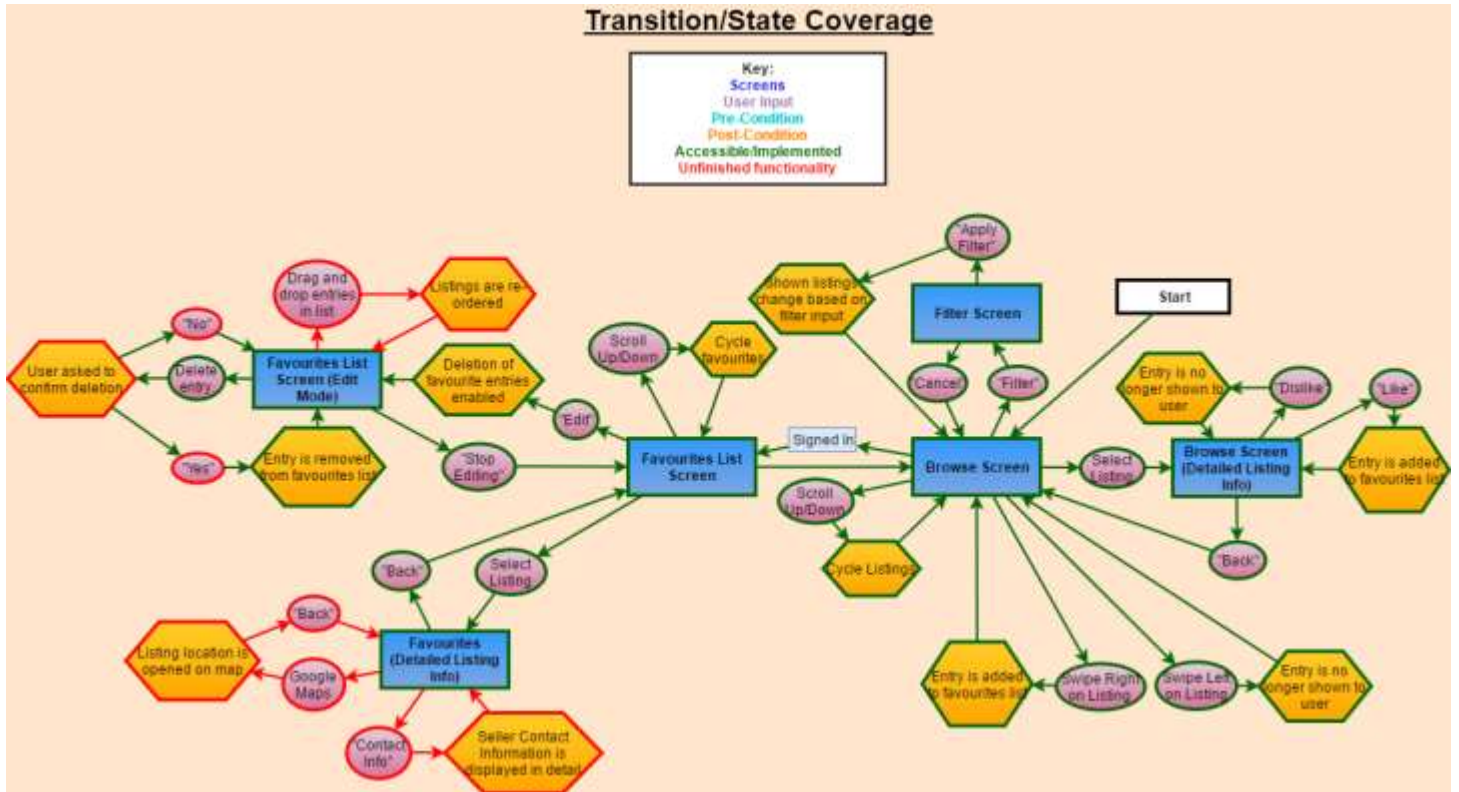 Transition/State Coverage
Key:
Screens
User Input
Pre-Condition
Post-Condition
Accessible/Implemented
Unfinished functionality
"Apply
Filter"
Shown listings
change based on
filter input
Filter Screen
Start
Drag and
drop entries
in list
Listings are re-
ordered
"No"
Scroll
Up/Down
Cycle
favourites
User asked to
confirm deletion
Delete
entry
Favourites List
Screen (Edit
Mode)
Deletion of
favourite entries
enabled
Cancel
"Filter"
Entry is no
longer shown to
user
"Dislike"
"Like"
"Edit"
"Yes"
Entry is removed
from favourites list
"Stop
Editing"
Favourites List
Screen
Signed in
Browse Screen
Select
Listing
Browse Screen
(Detailed Listing
Info)
Entry is added
to favourites list
Scroll
Up/Down
Cycle Listings
"Back"
"Back"
Select
Listing
"Back"
Listing location is
opened on map
Google
Maps
Favourites
(Detailed Listing
Info)
Entry is added
to favourites list
Swipe Right
on Listing
Swipe Left
on Listing
Entry is no
longer shown to
user
"Contact
Info"
Seller Contact
Information is
displayed in detail